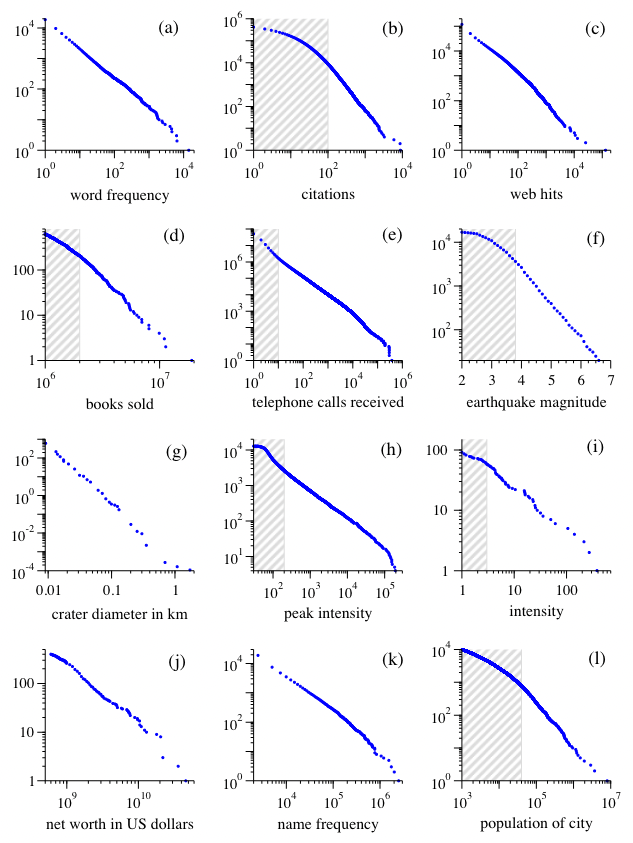 (a) (b) (c)
10^4 10^2 10^0
10^0 10^2 10^4
word frequency
10^6 10^4 10^2 10^0
10^0 10^2 10^4
citations
10^4 10^2 10^0
10^0 10^2 10^4
web hits
(d) (e) (f)
100 10 1
10^6 10^7
books sold
10^6 10^3 10^0
10^0 10^2 10^4 10^6
telephone calls received
10^4 10^3 10^2
2 3 4 5 6 7
earthquake magnitude
(g) (h) (i)
10^2 10^0 10^-2 10^-4
0.01 0.1 1
crater diameter in km
10^4 10^3 10^2 10^1
10^2 10^3 10^4 10^5
peak intensity
100 10 1
1 10 100
intensity
(j) (k) (l)
100 10 1
10^9 10^10
net worth in US dollars
10^4 10^2 10^0
10^4 10^5 10^6
name frequency
10^4 10^2 10^0
10^3 10^5 10^7
population of city